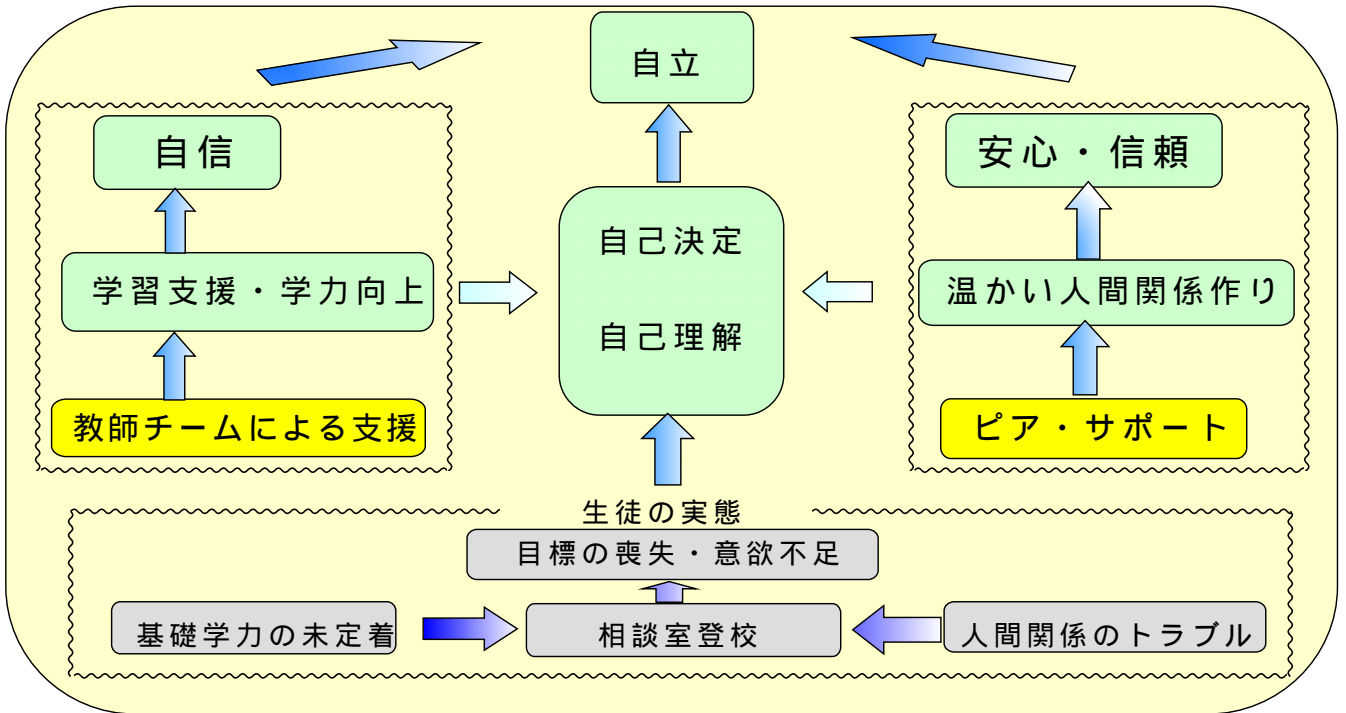 自立
自信
学習支援・学力向上
教師チームによる支援
自己決定
自己理解
安心・信頼
温かい人間関係作り
ピア・サポート
生徒の実態
目標の喪失・意欲不足
基礎学力の未定着
相談室登校
人間関係のトラブル